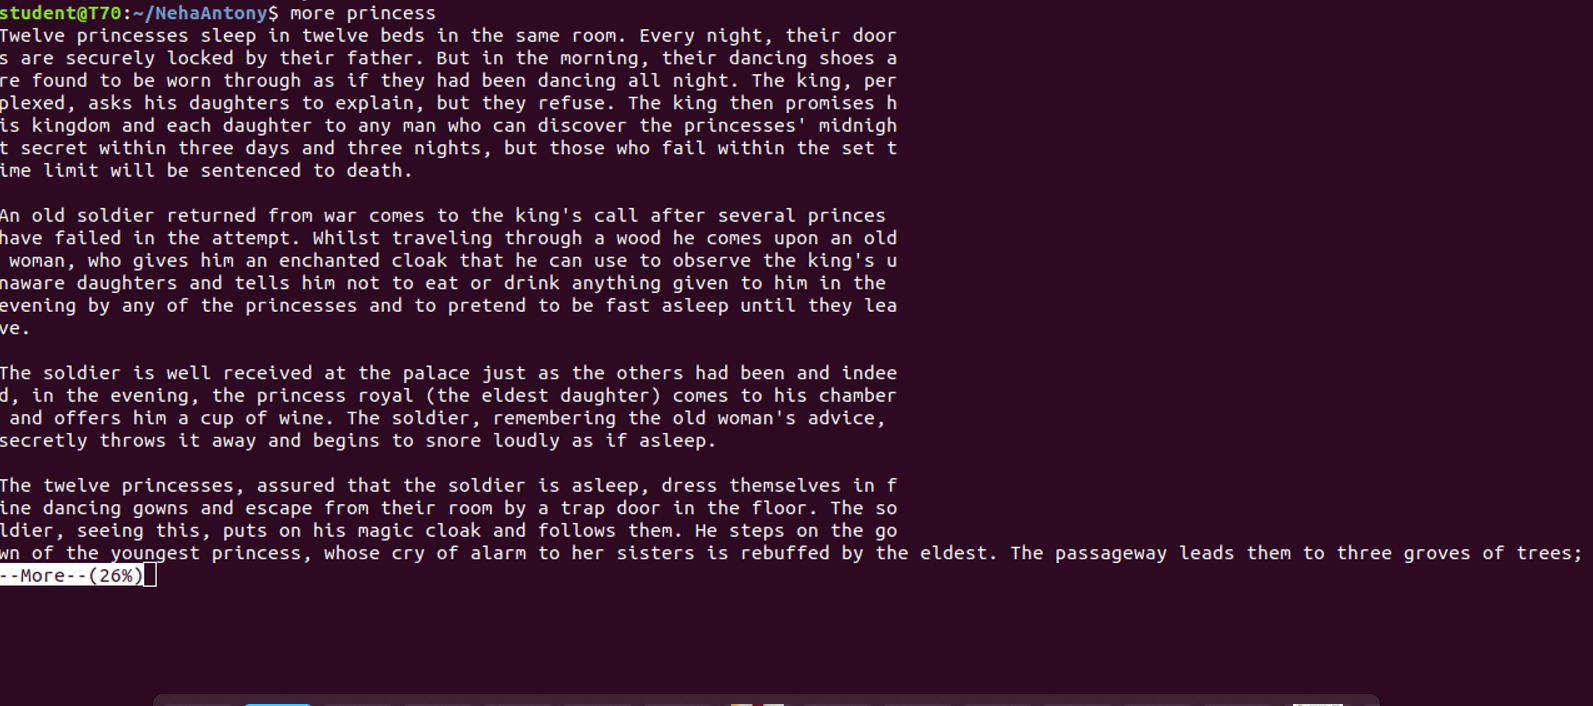 student@T70:~/NehaAntony$ more princess
Twelve princesses sleep in twelve beds in the same room. Every night, their door
s are securely locked by their father. But in the morning, their dancing shoes a
re found to be worn through as if they had been dancing all night. The king, per
plexed, asks his daughters to explain, but they refuse. The king then promises h
is kingdom and each daughter to any man who can discover the princesses' midnigh
t secret within three days and three nights, but those who fail within the set t
ime limit will be sentenced to death.

An old soldier returned from war comes to the king's call after several princes
have failed in the attempt. Whilst traveling through a wood he comes upon an old
 woman, who gives him an enchanted cloak that he can use to observe the king's u
naware daughters and tells him not to eat or drink anything given to him in the
evening by any of the princesses and to pretend to be fast asleep until they lea
ve.

The soldier is well received at the palace just as the others had been and indee
d, in the evening, the princess royal (the eldest daughter) comes to his chamber
 and offers him a cup of wine. The soldier, remembering the old woman's advice,
secretly throws it away and begins to snore loudly as if asleep.

The twelve princesses, assured that the soldier is asleep, dress themselves in f
ine dancing gowns and escape from their room by a trap door in the floor. The so
ldier, seeing this, puts on his magic cloak and follows them. He steps on the go
wn of the youngest princess, whose cry of alarm to her sisters is rebuffed by the eldest. The passageway leads them to three groves of trees;
--More--(26%)